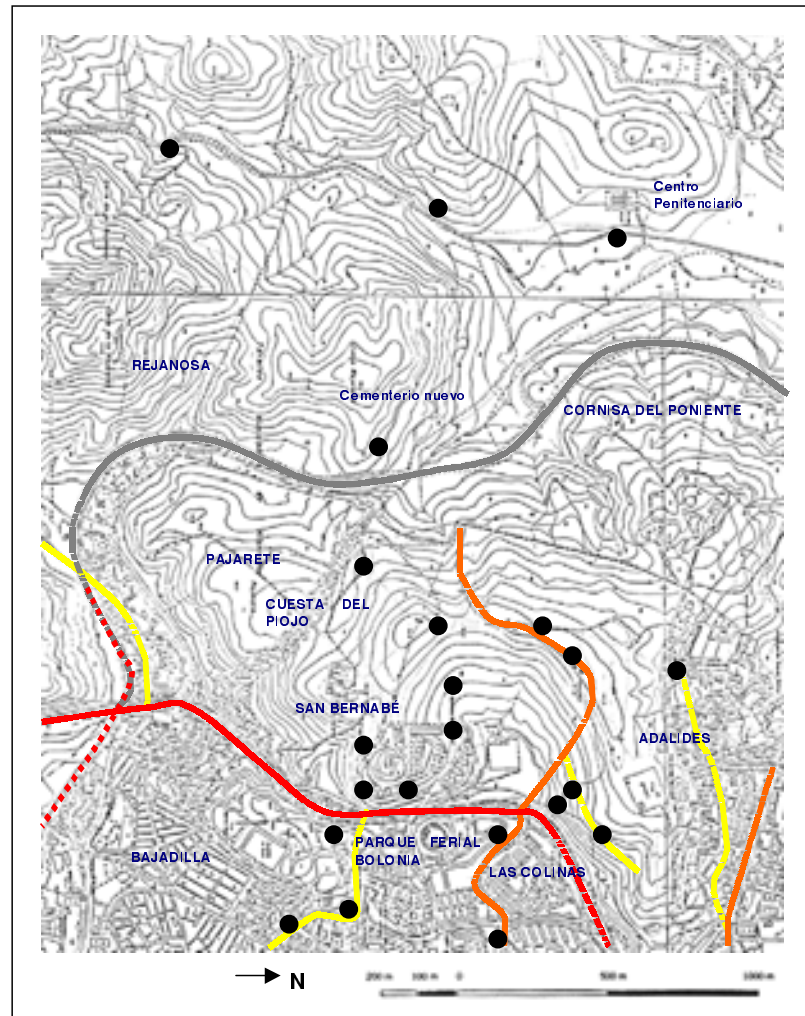 Centro
Penitenciario
REJANOSA
Cementerio nuevo
CORNISA DEL PONIENTE
PAJARETE
CUESTA DEL
PIOJO
SAN BERNABÉ
ADALIDES
PARQUE FERIAL
BOLONIA
BAJADILLA
LAS COLINAS
N
200 m 100 m 0 500 m 1000 m